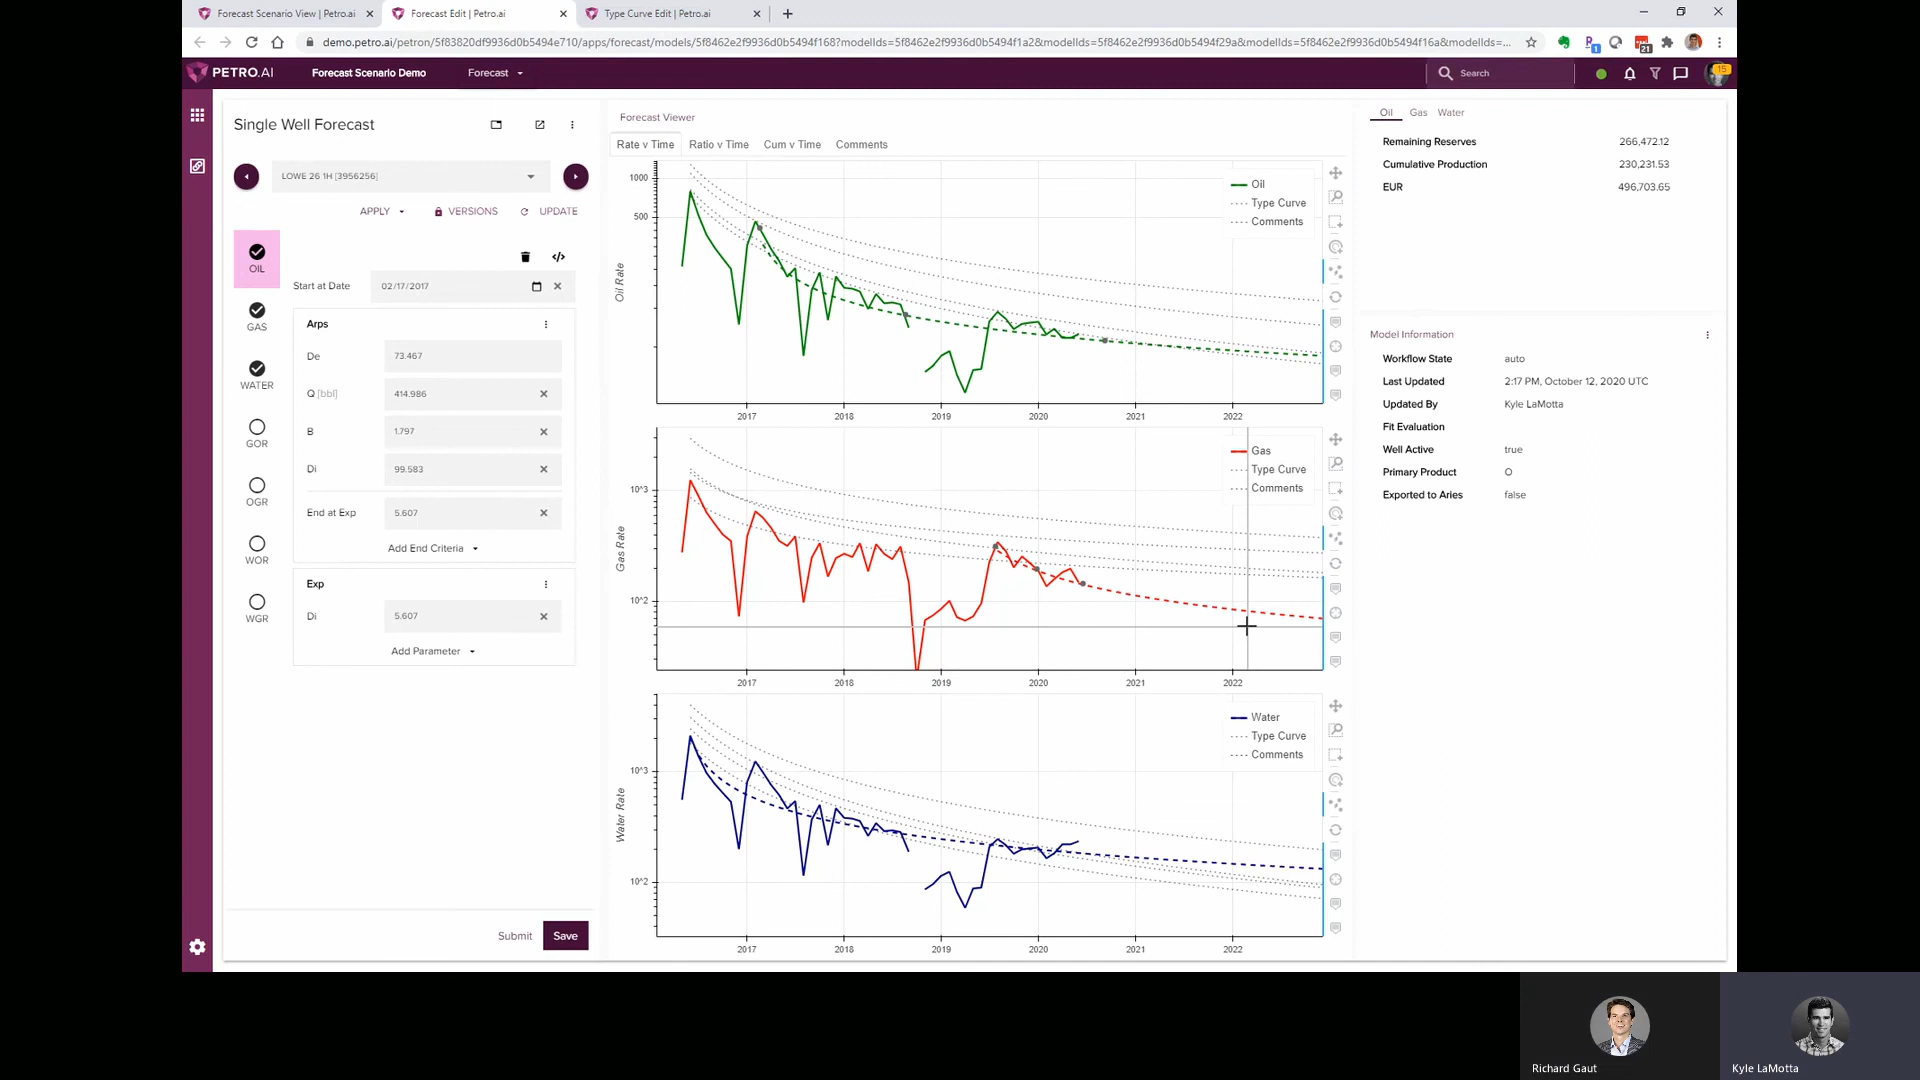 Forecast Scenario View | Petro.ai
Forecast Edit | Petro.ai
Type Curve Edit | Petro.ai
demo.petro.ai/petron/5f83820df9936d0b5494e710/apps/forecast/models/5f8462e2f9936d0b5494f168?modelIds=5f8462e2f9936d0b5494f1a2&modelIds=5f8462e2f9936d0b5494f29a&modelIds=5f8462e2f9936d0b5494f16a&modelIds=...
1
21
PETRO.AI
Forecast Scenario Demo
Forecast
Search
15
Single Well Forecast
LOWE 26 1H [3956256]
APPLY
VERSIONS
UPDATE
OIL
GAS
WATER
GOR
OGR
WOR
WGR
Start at Date
02/17/2017
Arps
De
73.467
Q [bbl]
414.986
B
1.797
Di
99.583
End at Exp
5.607
Add End Criteria
Exp
Di
5.607
Add Parameter
Submit
Save
Forecast Viewer
Rate v Time
Ratio v Time
Cum v Time
Comments
Oil Rate
1000
500
Oil
Type Curve
Comments
2017
2018
2019
2020
2021
2022
Gas Rate
10^3
10^2
Gas
Type Curve
Comments
2017
2018
2019
2020
2021
2022
Water Rate
10^3
10^2
Water
Type Curve
Comments
2017
2018
2019
2020
2021
2022
Oil
Gas
Water
Remaining Reserves
266,472.12
Cumulative Production
230,231.53
EUR
496,703.65
Model Information
Workflow State
auto
Last Updated
2:17 PM, October 12, 2020 UTC
Updated By
Kyle LaMotta
Fit Evaluation
Well Active
true
Primary Product
O
Exported to Aries
false
Richard Gaut
Kyle LaMotta